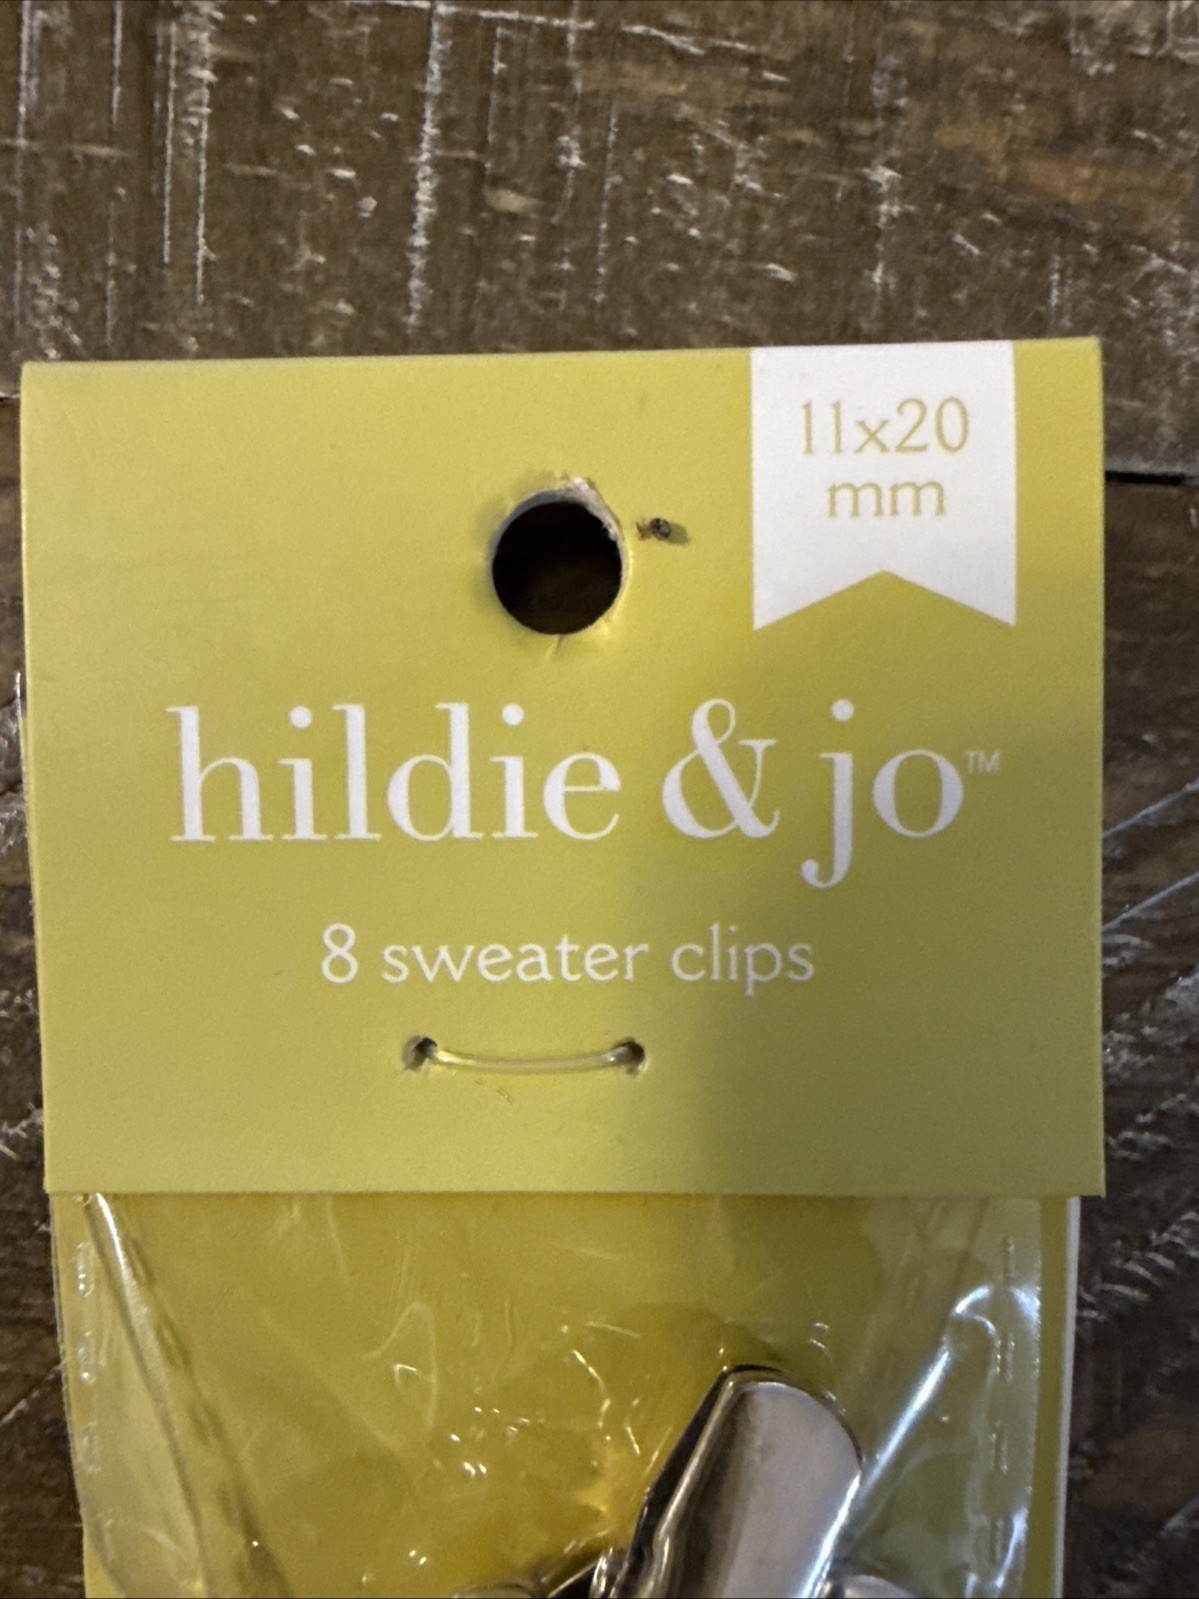 11x20
mm
hildie & jo™
8 sweater clips